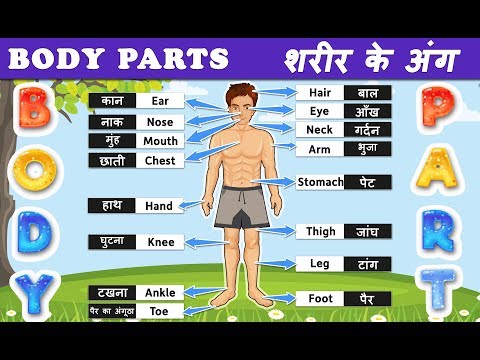 BODY PARTS शरीर के अंग
B
O
D
Y
कान Ear
नाक Nose
मुंह Mouth
छाती Chest
हाथ Hand
घुटना Knee
टखना Ankle
पैर का अंगूठा Toe
Hair बाल
Eye आँख
Neck गर्दन
Arm भुजा
Stomach पेट
Thigh जांघ
Leg टांग
Foot पैर
P
A
R
T